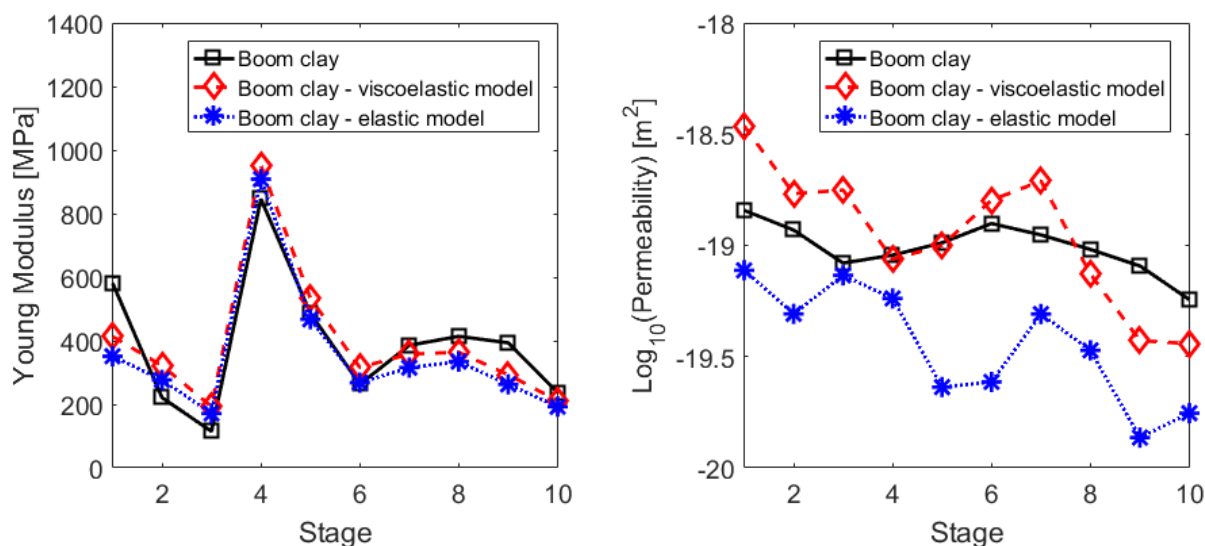 1400
1200
1000
800
600
400
200
0
Young Modulus [MPa]
Boom clay
Boom clay - viscoelastic model
Boom clay - elastic model
2 4 6 8 10
Stage
-18
-18.5
-19
-19.5
-20
Log10(Permeability) [m2]
Boom clay
Boom clay - viscoelastic model
Boom clay - elastic model
2 4 6 8 10
Stage